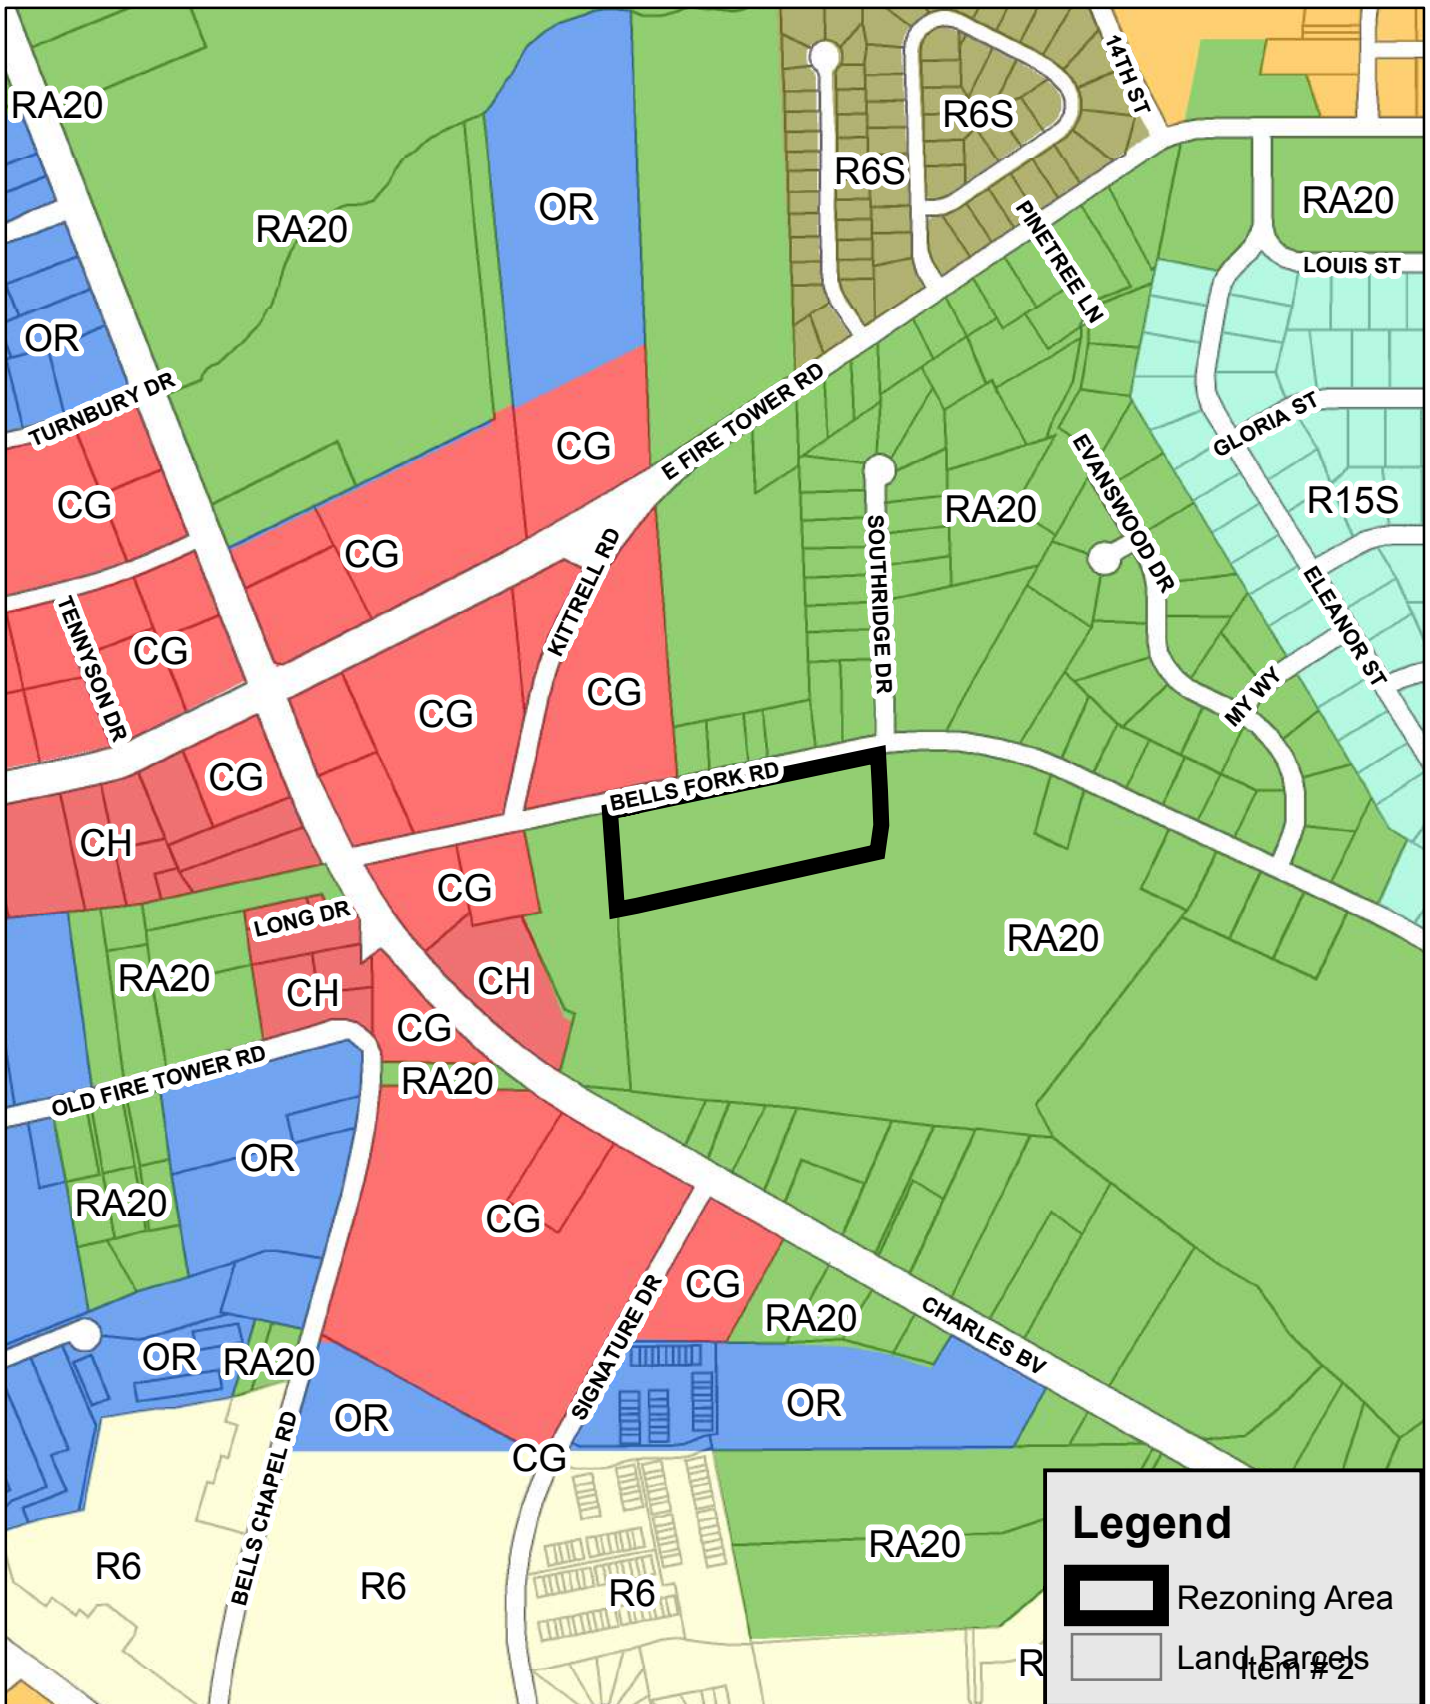 14TH ST
RA20
R6S
R6S
RA20
OR
RA20
PINETREE LN
LOUIS ST
OR
TURNBURY DR
E FIRE TOWER RD
GLORIA ST
CG
CG
EVANSWOOD DR
R15S
CG
RA20
KITTRELL RD
SOUTHRIDGE DR
TENNYSON DR
CG
ELEANOR ST
CG
CG
MY WY
CG
BELLS FORK RD
CH
CG
LONG DR
RA20
RA20
CH
CH
CG
OLD FIRE TOWER RD
RA20
OR
RA20
CG
CG
SIGNATURE DR
RA20
CHARLES BV
OR
RA20
OR
OR
CG
BELLS CHAPEL RD
RA20
R6
R6
R6
R
Legend
Rezoning Area
Land Parcels
Item # 2